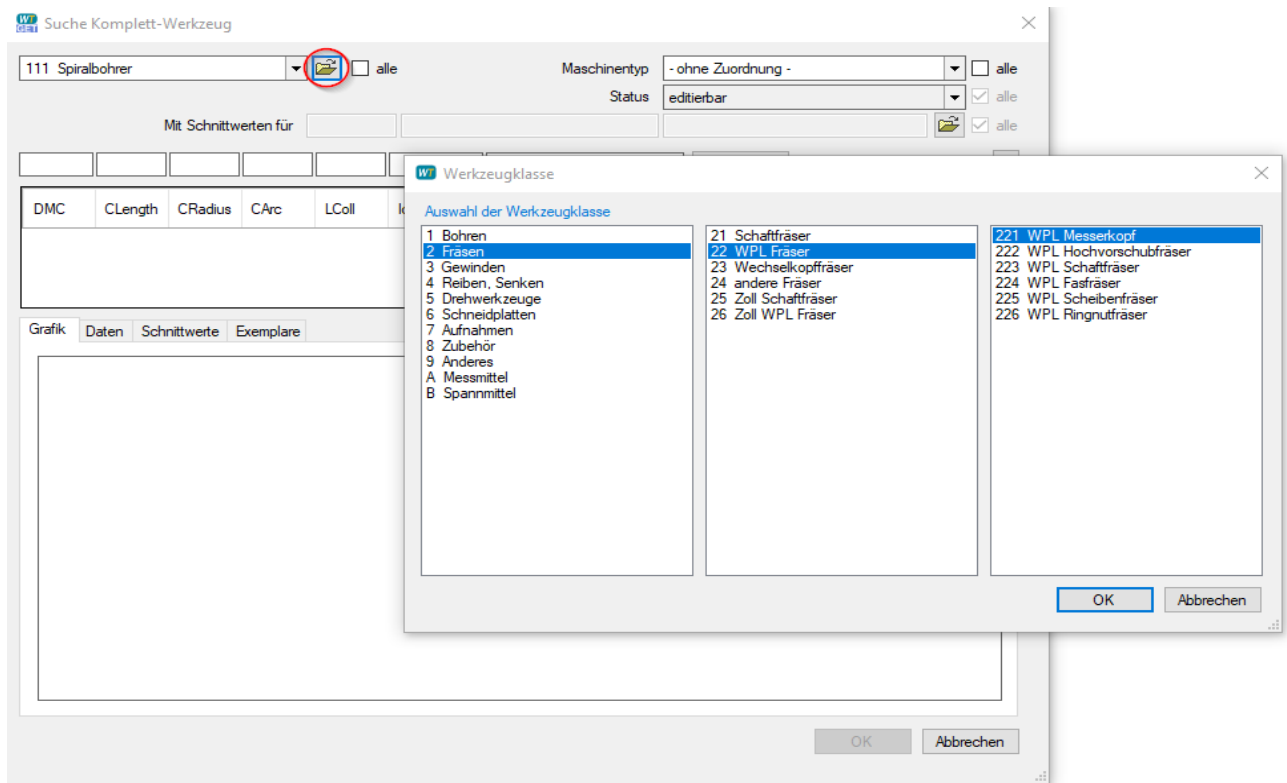 WT GET Suche Komplett-Werkzeug
111 Spiralbohrer alle Maschinentyp - ohne Zuordnung - alle
Status editierbar alle
Mit Schnittwerten für alle
DMC CLength CRadius CArc LColl
Grafik Daten Schnittwerte Exemplare
OK Abbrechen
WT Werkzeugklasse
Auswahl der Werkzeugklasse
1 Bohren
2 Fräsen
3 Gewinden
4 Reiben, Senken
5 Drehwerkzeuge
6 Schneidplatten
7 Aufnahmen
8 Zubehör
9 Anderes
A Messmittel
B Spannmittel
21 Schaftfräser
22 WPL Fräser
23 Wechselkopffräser
24 andere Fräser
25 Zoll Schaftfräser
26 Zoll WPL Fräser
221 WPL Messerkopf
222 WPL Hochvorschubfräser
223 WPL Schaftfräser
224 WPL Fasfräser
225 WPL Scheibenfräser
226 WPL Ringnutfräser
OK Abbrechen